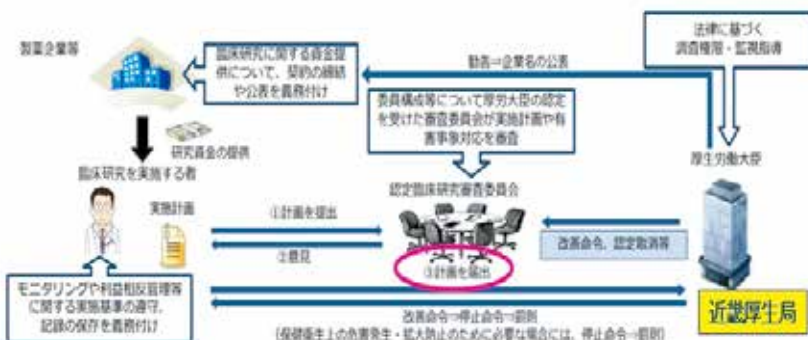 製薬企業等
臨床研究に関する資金提
供について、契約の締結
や公表を義務付け
勧告⇒企業名の公表
法律に基づく
調査権限・監視指導
委員構成等について厚労大臣の認定
を受けた審査委員会が実施計画や有
害事象対応を審査
研究資金の提供
臨床研究を実施する者
厚生労働大臣
認定臨床研究審査委員会
実施計画
①計画を提出
②意見
改善命令、認定取消等
③計画を届出
モニタリングや利益相反管理等
に関する実施基準の遵守、
記録の保存を義務付け
改善命令⇒停止命令⇒罰則
(保健衛生上の危害発生・拡大防止のために必要な場合には、停止命令⇒罰則)
近畿厚生局